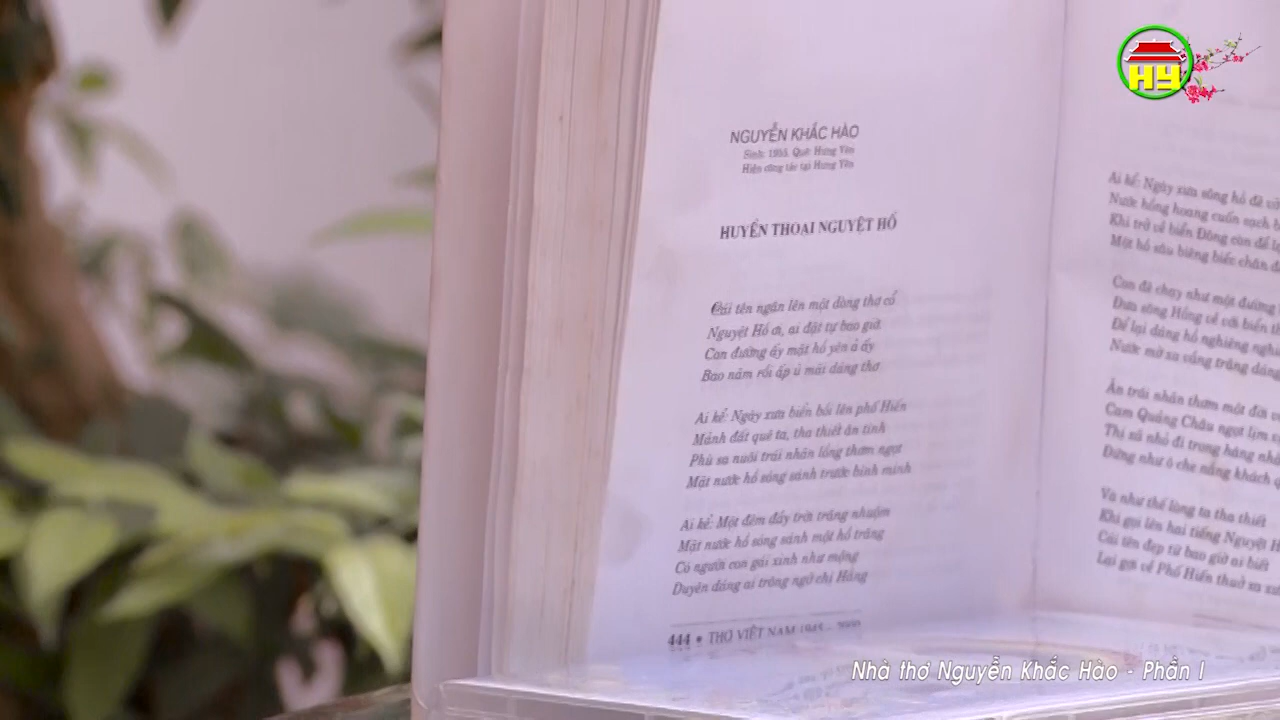 HY
NGUYỄN KHẮC HÀO
Sinh: 1955. Quê: Hưng Yên
Hiện công tác tại Hưng Yên
HUYỀN THOẠI NGUYỆT HỒ
Cái tên ngân lên một dòng thơ cổ
Nguyệt Hồ ơi, ai đặt tự bao giờ
Con đường ấy mặt hồ yên ả ấy
Bao năm rồi ấp ủ mãi dáng thơ
Ai kể: Ngày xưa biển bồi lên phố Hiến
Mảnh đất quê ta, tha thiết ân tình
Phù sa nuôi trái nhãn lồng thơm ngọt
Mặt nước hồ sóng sánh trước bình minh
Ai kể: Một đêm đầy trời trăng nhuộm
Mặt nước hồ sóng sánh một hồ trăng
Có người con gái xinh như mộng
Duyên dáng ai trông ngỡ chị Hằng
444 • THƠ VIỆT NAM 1945 - 2000
Ai kể: Ngày xưa sông hồ đê
Nước hồng hoang cuốn sạch
Khi trở về biển Đông còn để
Một hồ sâu biêng biếc chân
Con đê chạy như một đường
Đưa sông Hồng về với biển
Để lại dáng hồ nghiêng
Nước mờ xa vầng trăng dáng
Ăn trái nhãn thơm một đời
Cam Quảng Châu ngọt lịm
Thị xã nhỏ đi trong hàng
Đứng như ô che nắng khách
Và như thế lòng ta tha thiết
Khi gọi lên hai tiếng Nguyệt
Cái tên đẹp từ bao giờ ai biết
Lại gọi về Phố Hiến thuở xa
Nhà thơ Nguyễn Khắc Hào - Phần I